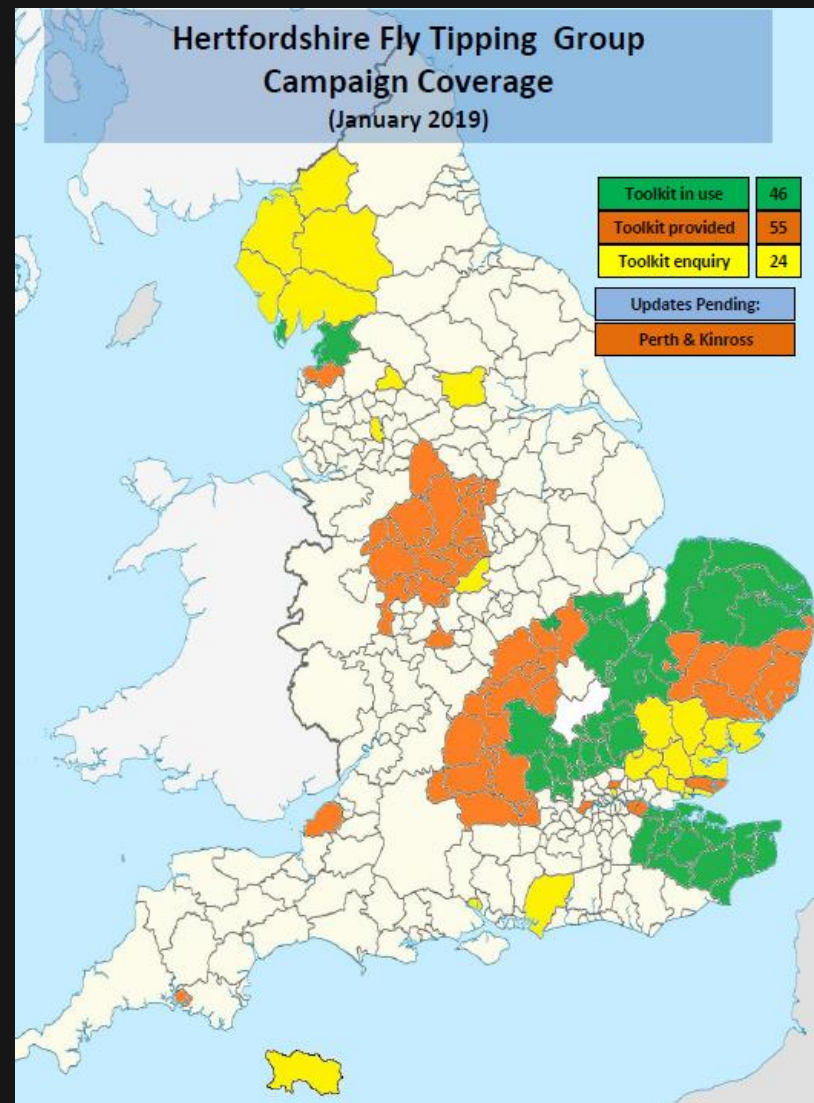 Hertfordshire Fly Tipping Group
Campaign Coverage
(January 2019)
Toolkit in use 46
Toolkit provided 55
Toolkit enquiry 24
Updates Pending:
Perth & Kinross